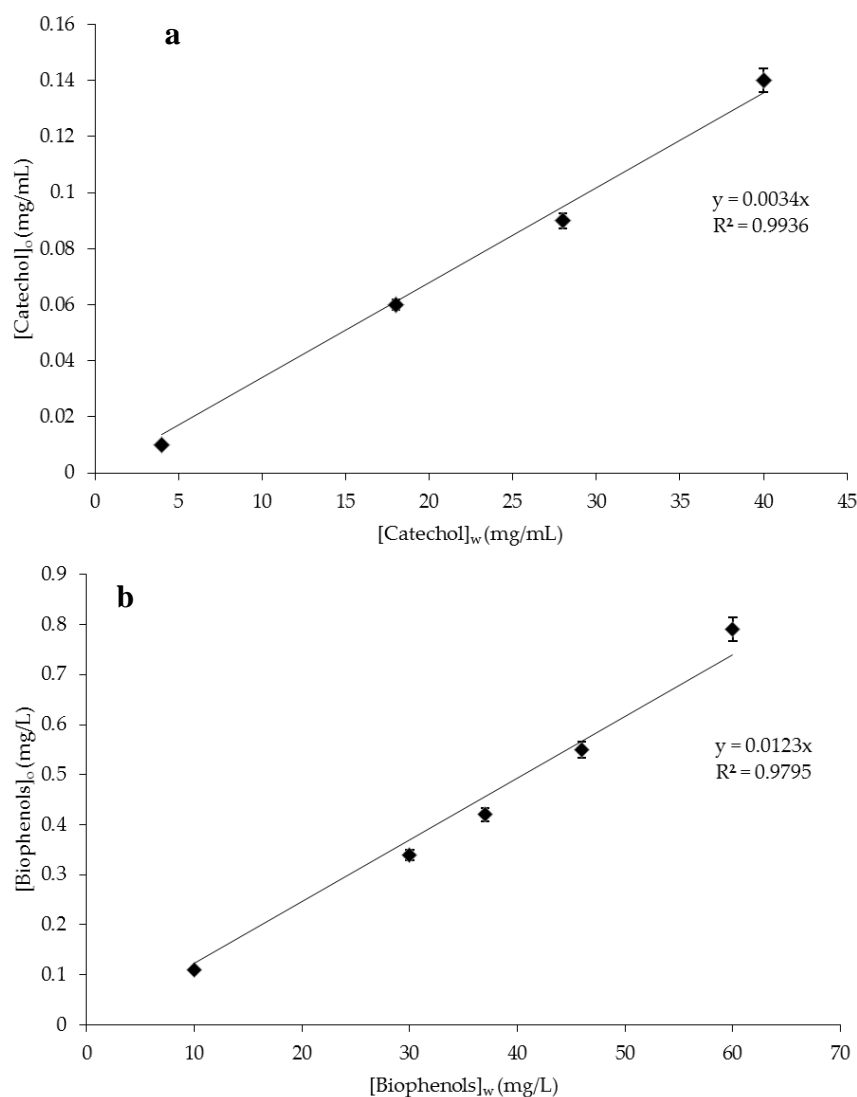 a
0.16
0.14
0.12
0.1
0.08
0.06
0.04
0.02
0
[Catechol]ₒ (mg/mL)
y = 0.0034x
R² = 0.9936
0 5 10 15 20 25 30 35 40 45
[Catechol]w (mg/mL)
b
0.9
0.8
0.7
0.6
0.5
0.4
0.3
0.2
0.1
0
[Biophenols]ₒ (mg/L)
y = 0.0123x
R² = 0.9795
0 10 20 30 40 50 60 70
[Biophenols]w (mg/L)